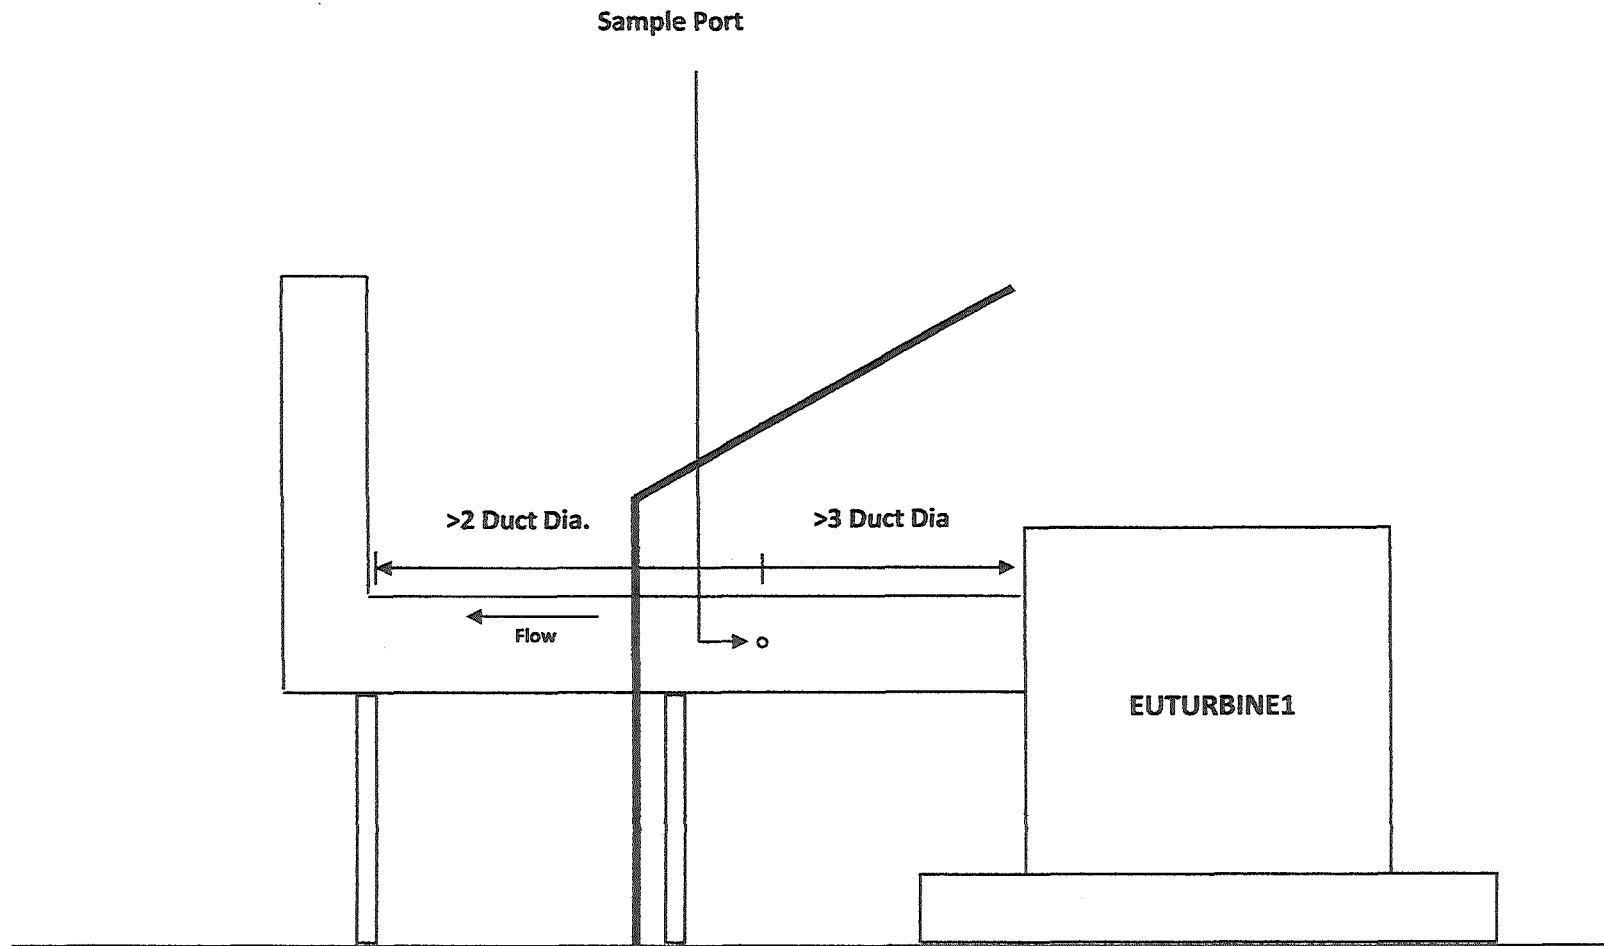 Sample Port
>2 Duct Dia.
>3 Duct Dia
Flow
EUTURBINE1